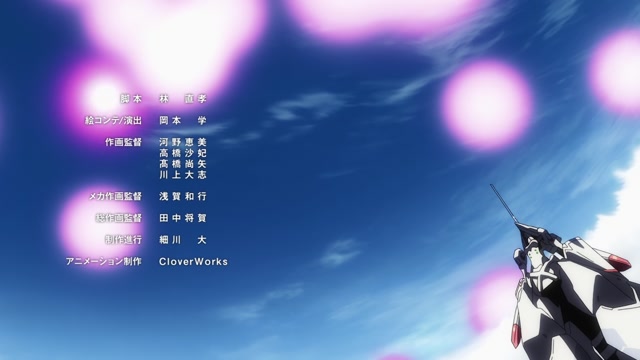 脚本 林 直孝
絵コンテ/演出 岡本 学
作画監督 河野恵美
高橋沙妃
髙橋尚矢
川上大志
メカ作画監督 浅賀和行
総作画監督 田中将賀
制作進行 細川 大
アニメーション制作 CloverWorks